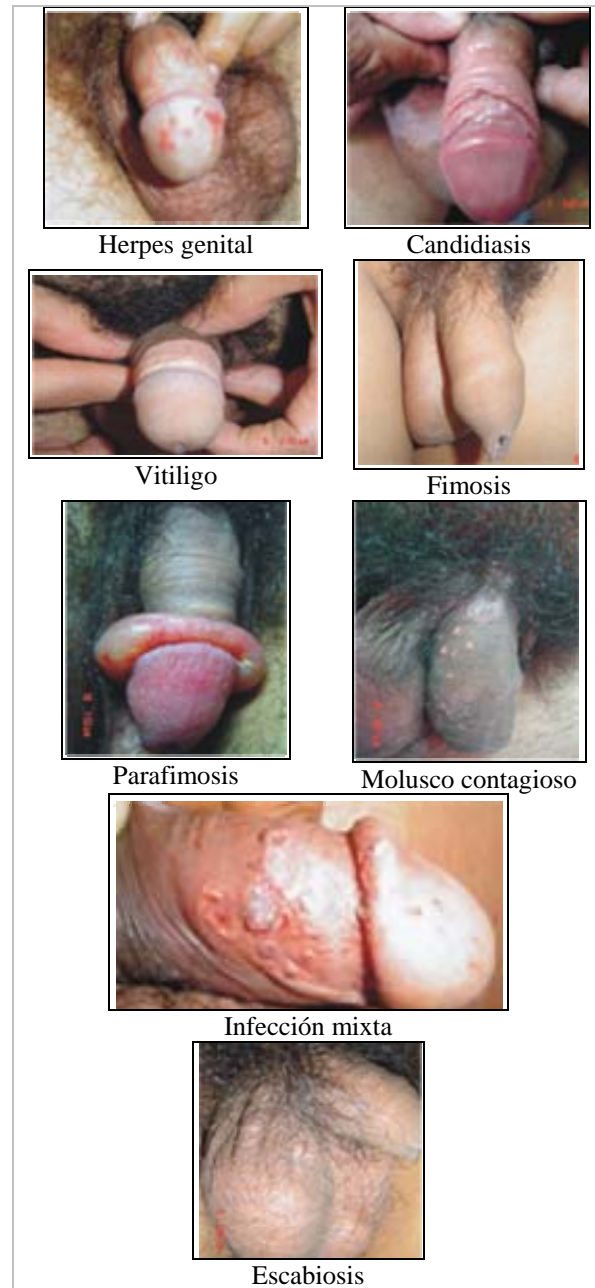 Herpes genital
Candidiasis
Vitiligo
Fimosis
Parafimosis
Molusco contagioso
Infección mixta
Escabiosis